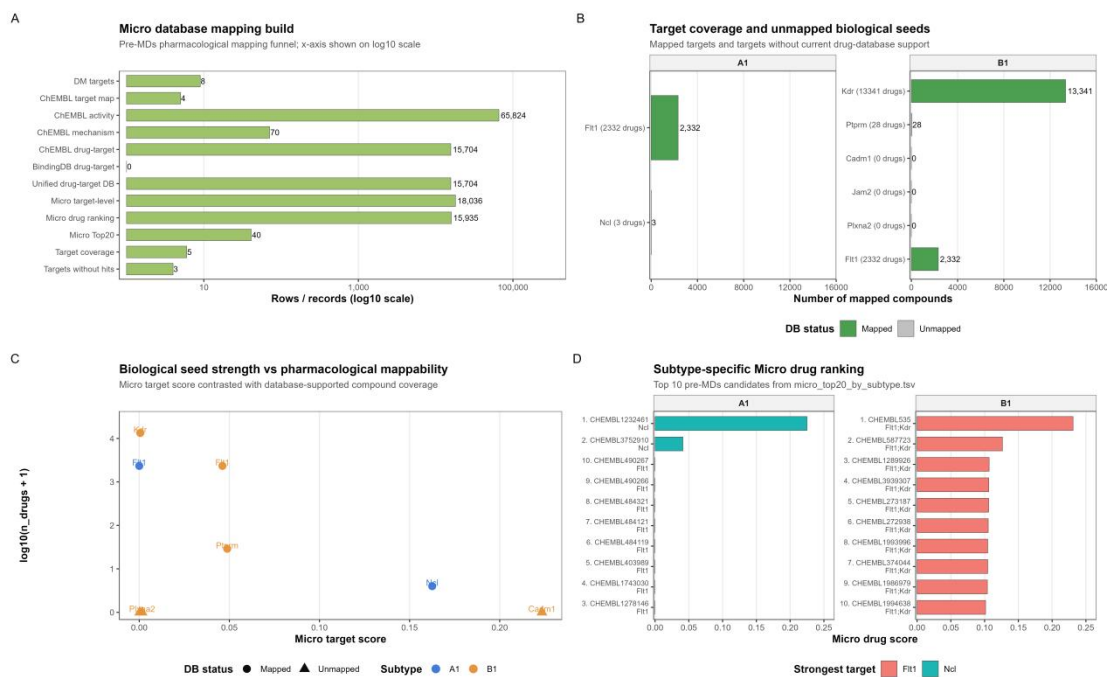 A
Micro database mapping build
Pre-MDs pharmacological mapping funnel; x-axis shown on log10 scale
DM targets
8
ChEMBL target map
4
ChEMBL activity
65,824
ChEMBL mechanism
70
ChEMBL drug-target
15,704
BindingDB drug-target
0
Unified drug-target DB
15,704
Micro target-level
18,036
Micro drug ranking
15,935
Micro Top20
40
Target coverage
5
Targets without hits
3
10
1,000
100,000
Rows / records (log10 scale)
B
Target coverage and unmapped biological seeds
Mapped targets and targets without current drug-database support
A1
Flt1 (2332 drugs)
2,332
Ncl (3 drugs)
3
0 4000 8000 12000 16000
B1
Kdr (13341 drugs)
13,341
Ptprm (28 drugs)
28
Cadm1 (0 drugs)
0
Jam2 (0 drugs)
0
Plxna2 (0 drugs)
0
Flt1 (2332 drugs)
2,332
0 4000 8000 12000 16000
Number of mapped compounds
DB status Mapped Unmapped
C
Biological seed strength vs pharmacological mappability
Micro target score contrasted with database-supported compound coverage
log10(n_drugs + 1)
4
3
2
1
0
Kdr
Flt1
Flt1
Ptprm
Ncl
Plxna2
Cadm1
0.00 0.05 0.10 0.15 0.20
Micro target score
DB status Mapped Unmapped Subtype A1 B1
D
Subtype-specific Micro drug ranking
Top 10 pre-MDs candidates from micro_top20_by_subtype.tsv
A1
1. CHEMBL1232461
Ncl
2. CHEMBL3752910
Ncl
10. CHEMBL490267
Flt1
9. CHEMBL490266
Flt1
8. CHEMBL484321
Flt1
7. CHEMBL484121
Flt1
6. CHEMBL484119
Flt1
5. CHEMBL403989
Flt1
4. CHEMBL1743030
Flt1
3. CHEMBL1278146
Flt1
0.00 0.05 0.10 0.15 0.20 0.25
B1
1. CHEMBL535
Flt1;Kdr
2. CHEMBL587723
Flt1;Kdr
3. CHEMBL1289926
Flt1;Kdr
4. CHEMBL3939307
Flt1;Kdr
5. CHEMBL273187
Flt1;Kdr
6. CHEMBL272938
Flt1;Kdr
8. CHEMBL1993996
Flt1;Kdr
7. CHEMBL374044
Flt1;Kdr
9. CHEMBL1986979
Flt1;Kdr
10. CHEMBL1994638
Flt1;Kdr
0.00 0.05 0.10 0.15 0.20 0.25
Micro drug score
Strongest target Flt1 Ncl